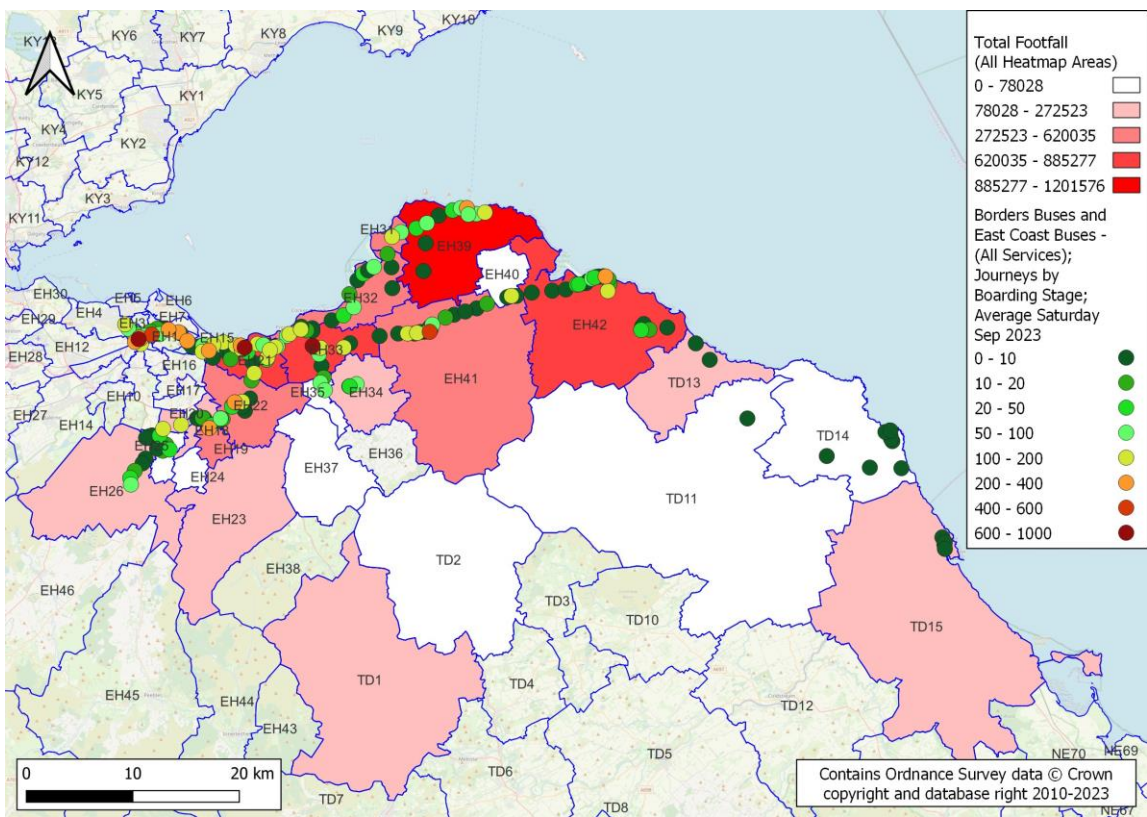 KY13
KY6
KY7
KY8
KY9
KY10
KY5
KY1
KY4
KY2
KY12
KY3
KY11
EH31
EH39
EH40
EH30
EH5
EH6
EH4
EH3
EH7
EH32
EH29
EH1
EH15
EH42
EH28
EH12
EH16
EH21
EH33
EH41
EH17
EH35
EH34
TD13
EH27
EH10
EH14
EH20
EH22
EH18
EH36
TD14
EH25
EH19
EH26
EH24
EH37
TD11
EH23
EH38
TD2
EH46
TD3
TD10
TD15
TD1
EH45
EH44
TD4
EH43
TD12
TD5
TD6
TD7
TD8
NE70
NE69
NE67
Total Footfall
(All Heatmap Areas)
0 - 78028
78028 - 272523
272523 - 620035
620035 - 885277
885277 - 1201576
Borders Buses and
East Coast Buses -
(All Services);
Journeys by
Boarding Stage;
Average Saturday
Sep 2023
0 - 10
10 - 20
20 - 50
50 - 100
100 - 200
200 - 400
400 - 600
600 - 1000
0 10 20 km
Contains Ordnance Survey data © Crown
copyright and database right 2010-2023